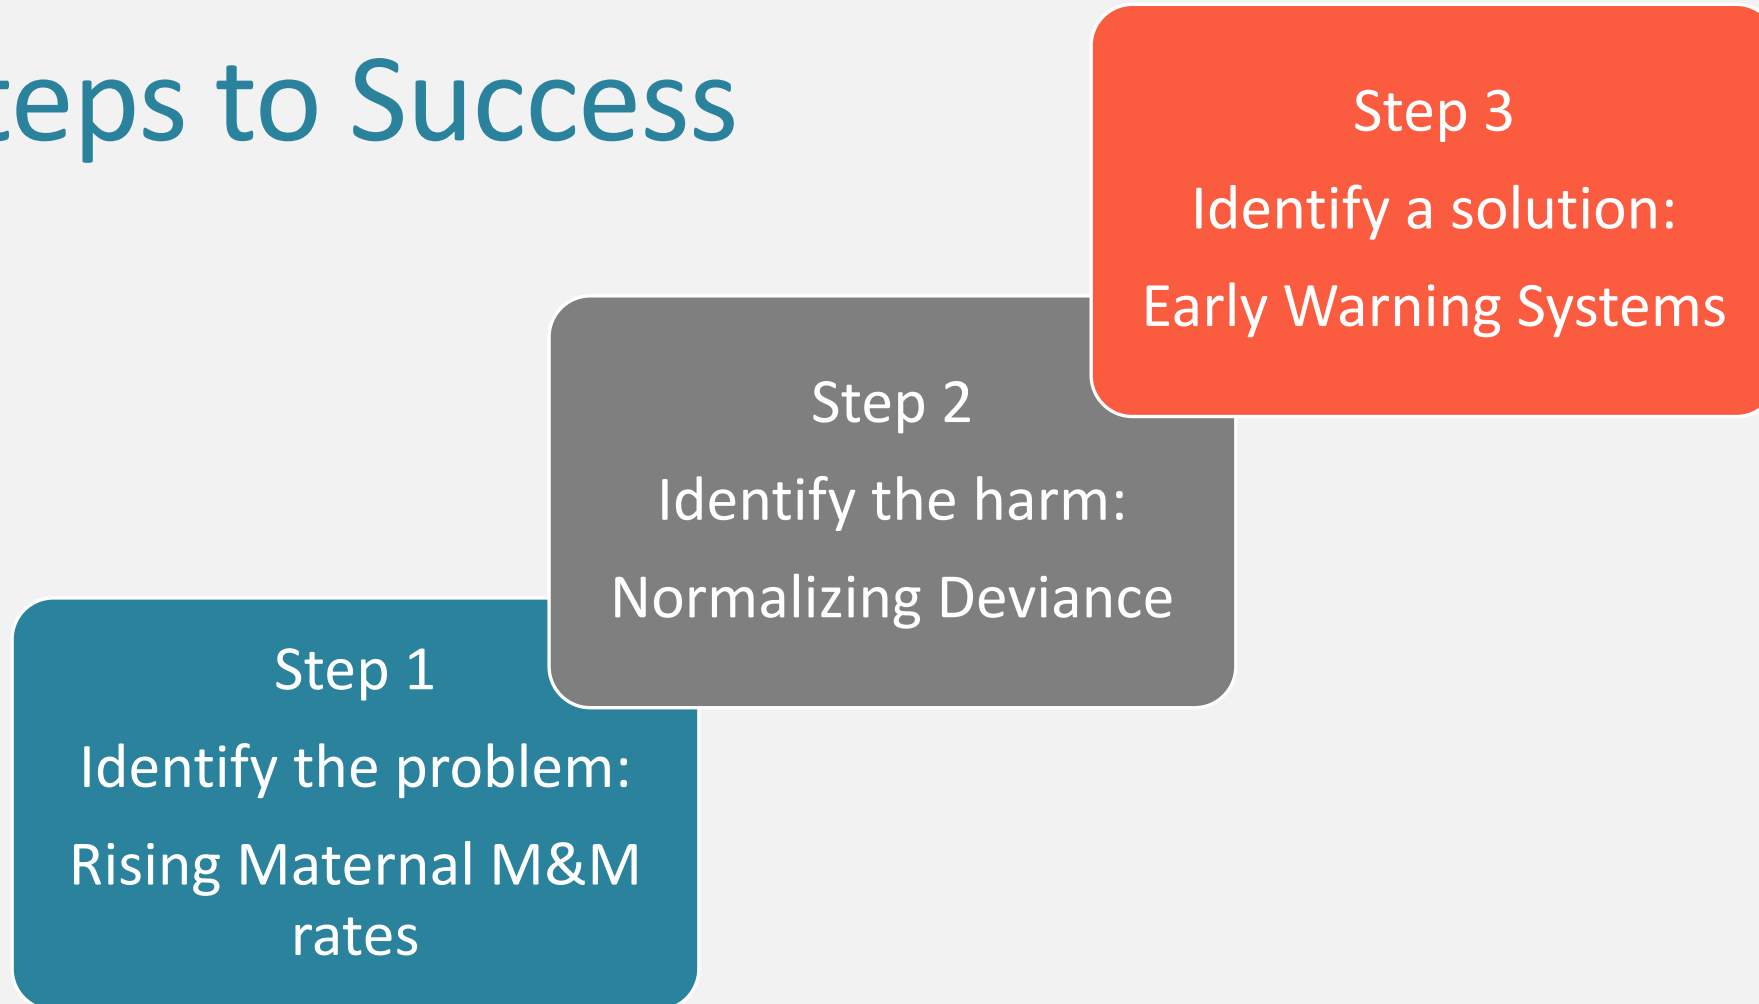 teps to Success
Step 3
Identify a solution:
Early Warning Systems
Step 2
Identify the harm:
Normalizing Deviance
Step 1
Identify the problem:
Rising Maternal M&M
rates